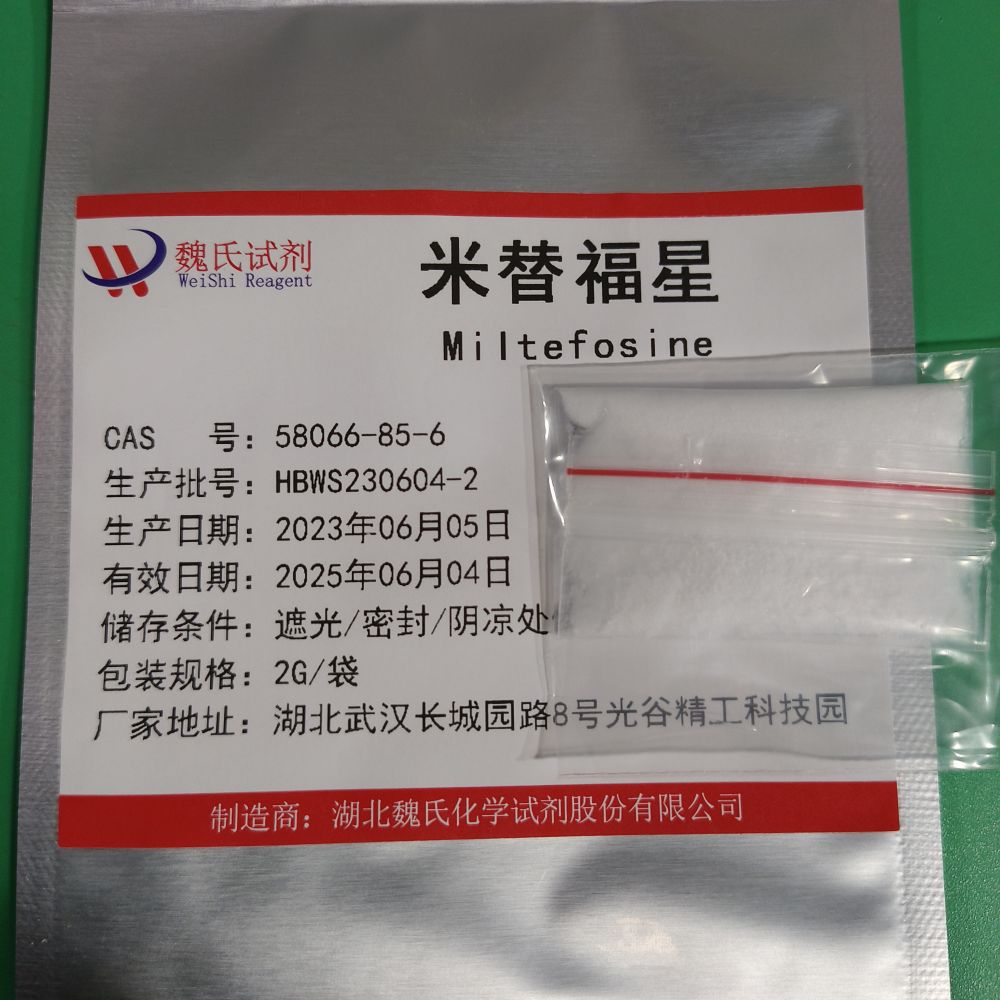 魏氏试剂
WeiShi Reagent
米替福星
Miltefosine
CAS 号：58066-85-6
生产批号：HBWS230604-2
生产日期：2023年06月05日
有效日期：2025年06月04日
储存条件：遮光/密封/阴凉处
包装规格：2G/袋
厂家地址：湖北武汉长城园路8号光谷精工科技园
制造商：湖北魏氏化学试剂股份有限公司